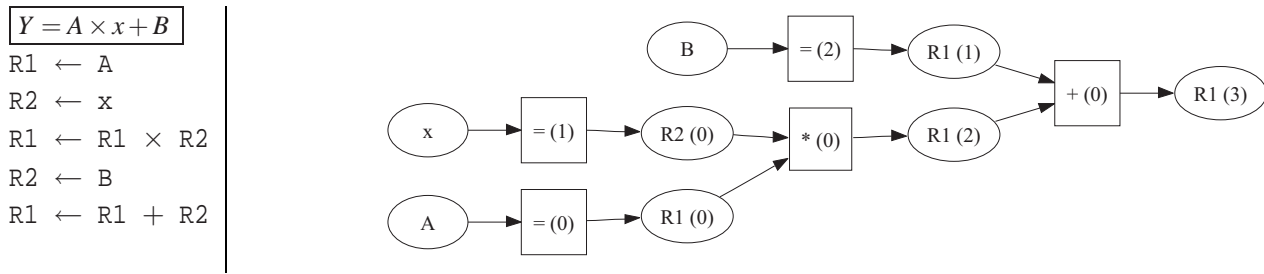 Y = A × x + B
R1 ← A
R2 ← x
R1 ← R1 × R2
R2 ← B
R1 ← R1 + R2
B
= (2)
R1 (1)
+ (0)
R1 (3)
x
= (1)
R2 (0)
* (0)
R1 (2)
A
= (0)
R1 (0)